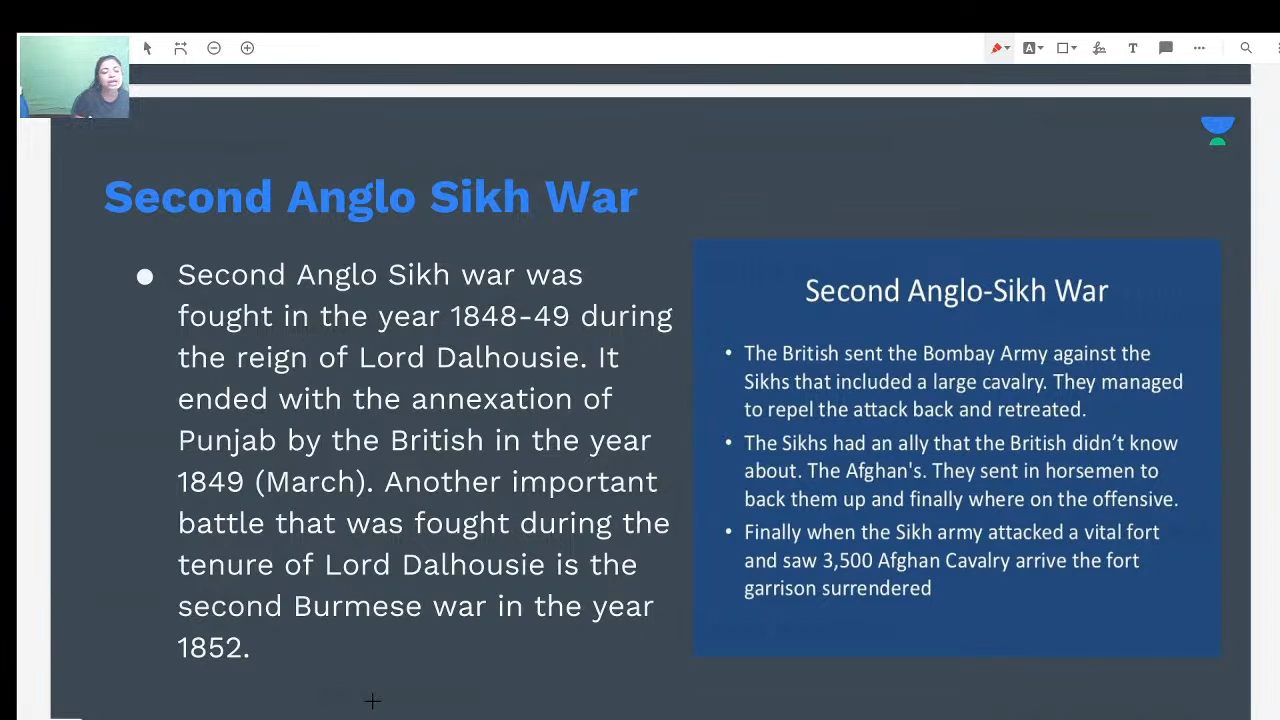 Second Anglo Sikh War
● Second Anglo Sikh war was
fought in the year 1848-49 during
the reign of Lord Dalhousie. It
ended with the annexation of
Punjab by the British in the year
1849 (March). Another important
battle that was fought during the
tenure of Lord Dalhousie is the
second Burmese war in the year
1852.
Second Anglo-Sikh War
• The British sent the Bombay Army against the
Sikhs that included a large cavalry. They managed
to repel the attack back and retreated.
• The Sikhs had an ally that the British didn’t know
about. The Afghan's. They sent in horsemen to
back them up and finally where on the offensive.
• Finally when the Sikh army attacked a vital fort
and saw 3,500 Afghan Cavalry arrive the fort
garrison surrendered